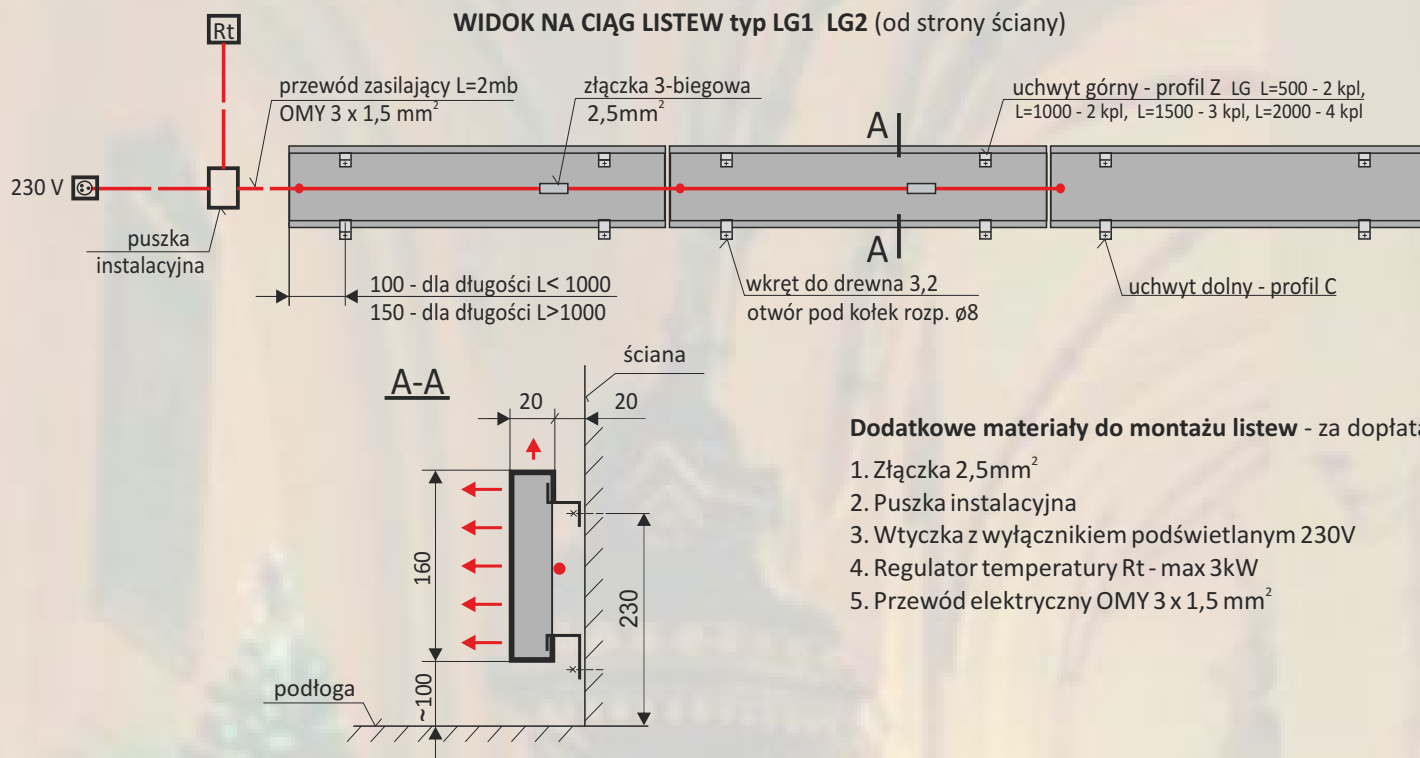 WIDOK NA CIĄG LISTEW typ LG1 LG2 (od strony ściany)
Rt
przewód zasilający L=2mb
OMY 3 x 1,5 mm²
złączka 3-biegowa
2,5mm²
uchwyt górny - profil Z LG L=500 - 2 kpl,
L=1000 - 2 kpl, L=1500 - 3 kpl, L=2000 - 4 kpl
A
230 V
puszka
instalacyjna
A
100 - dla długości L< 1000
150 - dla długości L>1000
wkręt do drewna 3,2
otwór pod kołek rozp. ø8
uchwyt dolny - profil C
A-A
ściana
20
20
160
230
~100
podłoga
Dodatkowe materiały do montażu listew - za dopłatą
1. Złączka 2,5mm²
2. Puszka instalacyjna
3. Wtyczka z wyłącznikiem podświetlanym 230V
4. Regulator temperatury Rt - max 3kW
5. Przewód elektryczny OMY 3 x 1,5 mm²